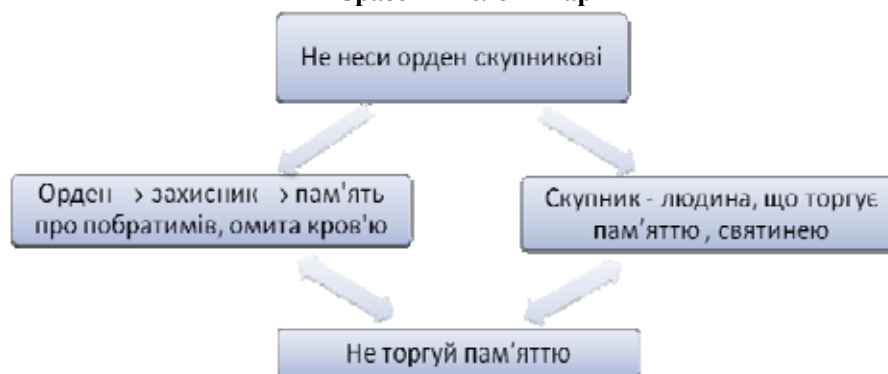 Не неси орден скупникові
Орден > захисник > пам'ять
про побратимів, омита кров'ю
Скупник - людина, що торгує
пам'яттю , святинею
Не торгуй пам'яттю